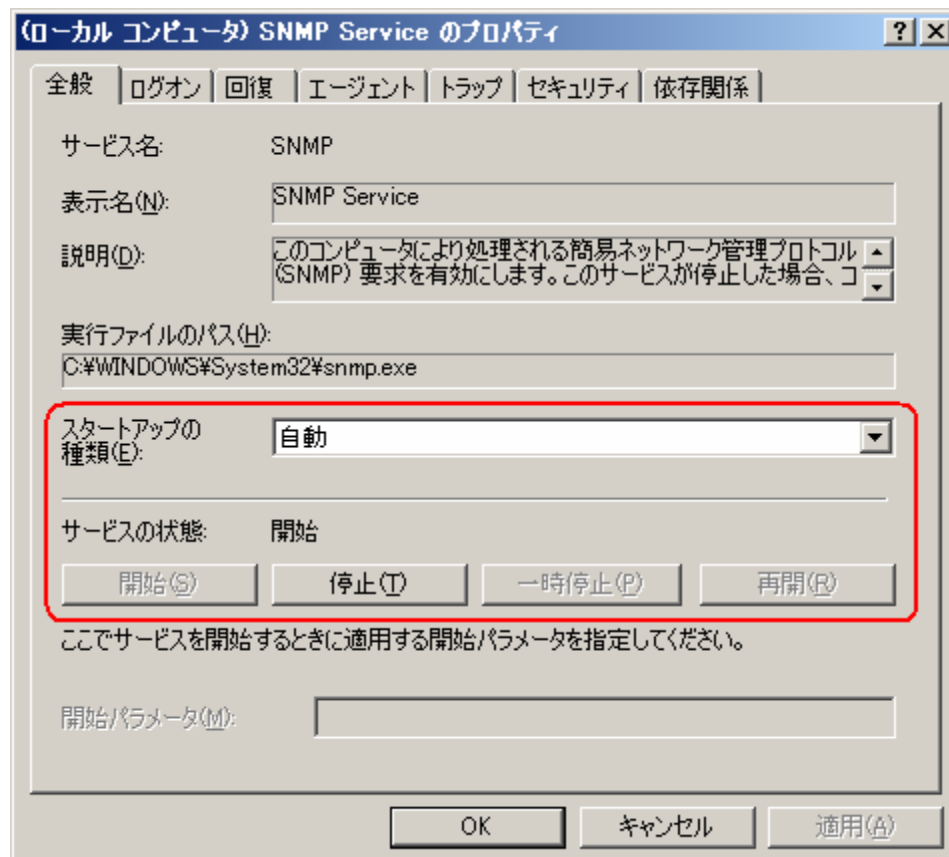 (ローカル コンピュータ) SNMP Service のプロパティ
全般 ログオン 回復 エージェント トラップ セキュリティ 依存関係
サービス名: SNMP
表示名(N): SNMP Service
説明(D): このコンピュータにより処理される簡易ネットワーク管理プロトコル
(SNMP) 要求を有効にします。このサービスが停止した場合、コ
実行ファイルのパス(H):
C:¥WINDOWS¥System32¥snmp.exe
スタートアップの
種類(E): 自動
サービスの状態: 開始
開始(S) 停止(T) 一時停止(P) 再開(R)
ここでサービスを開始するときに適用する開始パラメータを指定してください。
開始パラメータ(M):
OK キャンセル 適用(A)